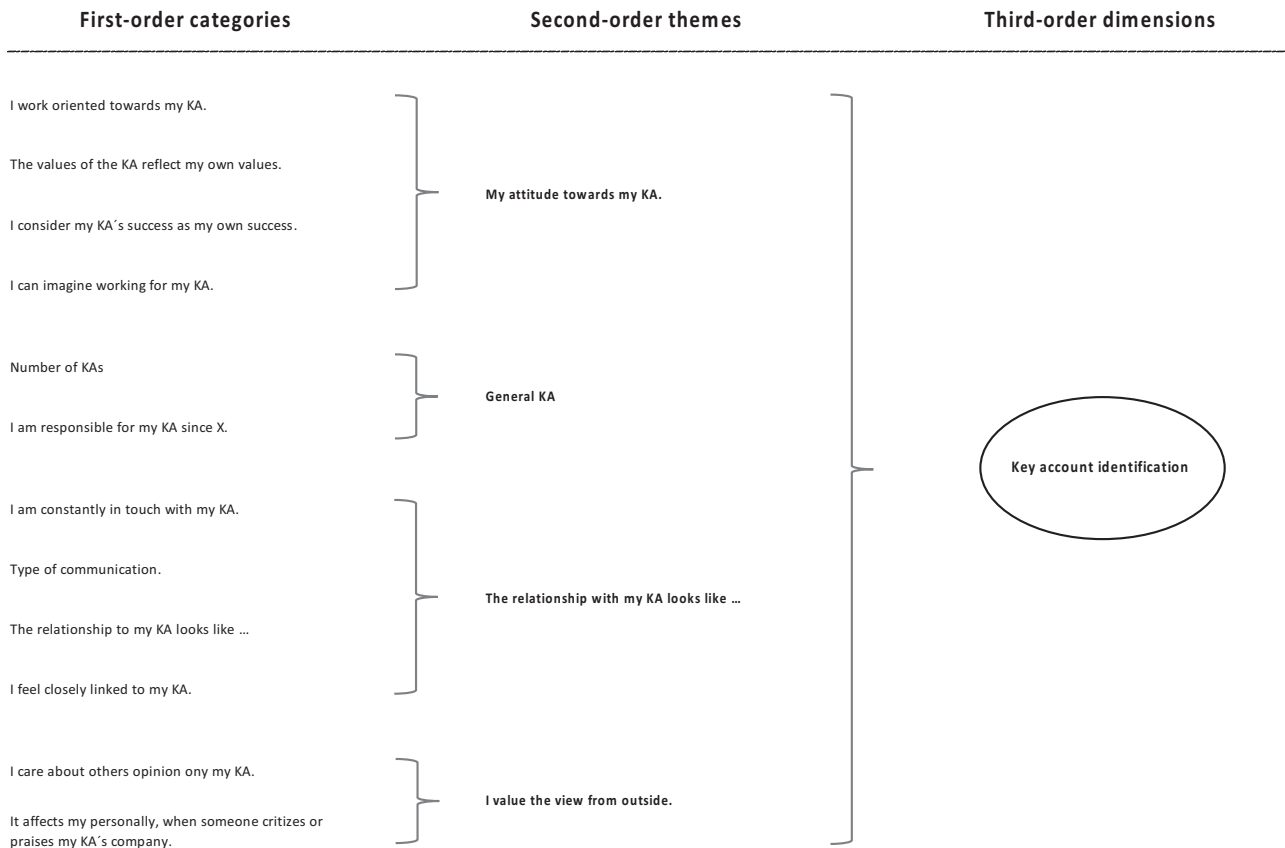 First-order categories
Second-order themes
Third-order dimensions
I work oriented towards my KA.
The values of the KA reflect my own values.
My attitude towards my KA.
I consider my KA´s success as my own success.
I can imagine working for my KA.
Number of KAs
General KA
I am responsible for my KA since X.
Key account identification
I am constantly in touch with my KA.
Type of communication.
The relationship with my KA looks like …
The relationship to my KA looks like …
I feel closely linked to my KA.
I care about others opinion ony my KA.
I value the view from outside.
It affects my personally, when someone critizes or
praises my KA´s company.